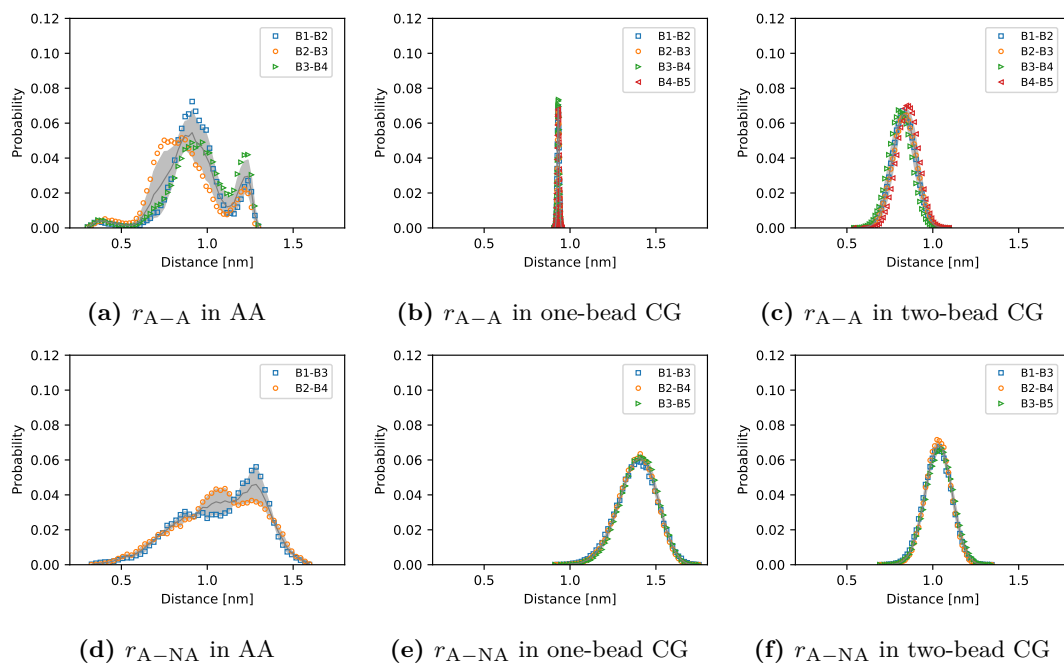 0.12
0.10
0.08
0.06
0.04
0.02
0.00
Probability
0.5 1.0 1.5
Distance [nm]
B1-B2
B2-B3
B3-B4
(a) r_A−A in AA
0.12
0.10
0.08
0.06
0.04
0.02
0.00
Probability
0.5 1.0 1.5
Distance [nm]
B1-B2
B2-B3
B3-B4
B4-B5
(b) r_A−A in one-bead CG
0.12
0.10
0.08
0.06
0.04
0.02
0.00
Probability
0.5 1.0 1.5
Distance [nm]
B1-B2
B2-B3
B3-B4
B4-B5
(c) r_A−A in two-bead CG
0.12
0.10
0.08
0.06
0.04
0.02
0.00
Probability
0.5 1.0 1.5
Distance [nm]
B1-B3
B2-B4
(d) r_A−NA in AA
0.12
0.10
0.08
0.06
0.04
0.02
0.00
Probability
0.5 1.0 1.5
Distance [nm]
B1-B3
B2-B4
B3-B5
(e) r_A−NA in one-bead CG
0.12
0.10
0.08
0.06
0.04
0.02
0.00
Probability
0.5 1.0 1.5
Distance [nm]
B1-B3
B2-B4
B3-B5
(f) r_A−NA in two-bead CG